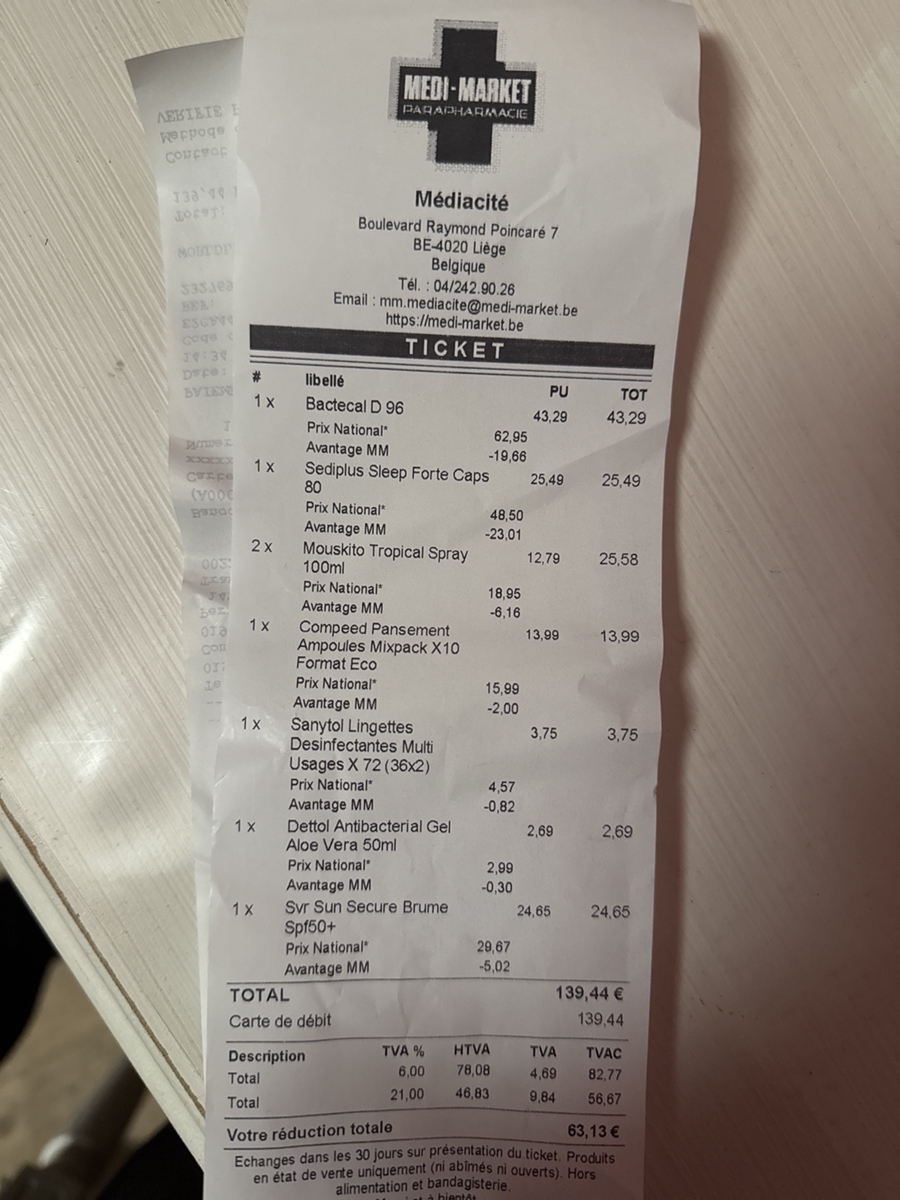 MEDI-MARKET
PARAPHARMACIE
Médiacité
Boulevard Raymond Poincaré 7
BE-4020 Liège
Belgique
Tél. : 04/242.90.26
Email : mm.mediacite@medi-market.be
https://medi-market.be
TICKET
# libellé PU TOT
1 x Bactecal D 96 43,29 43,29
Prix National* 62,95
Avantage MM -19,66
1 x Sediplus Sleep Forte Caps 25,49 25,49
80
Prix National* 48,50
Avantage MM -23,01
2 x Mouskito Tropical Spray 12,79 25,58
100ml
Prix National* 18,95
Avantage MM -6,16
1 x Compeed Pansement 13,99 13,99
Ampoules Mixpack X10
Format Eco
Prix National* 15,99
Avantage MM -2,00
1 x Sanytol Lingettes 3,75 3,75
Desinfectantes Multi
Usages X 72 (36x2)
Prix National* 4,57
Avantage MM -0,82
1 x Dettol Antibacterial Gel 2,69 2,69
Aloe Vera 50ml
Prix National* 2,99
Avantage MM -0,30
1 x Svr Sun Secure Brume 24,65 24,65
Spf50+
Prix National* 29,67
Avantage MM -5,02
TOTAL 139,44 €
Carte de débit 139,44
Description TVA % HTVA TVA TVAC
Total 6,00 78,08 4,69 82,77
Total 21,00 46,83 9,84 56,67
Votre réduction totale 63,13 €
Echanges dans les 30 jours sur présentation du ticket. Produits
en état de vente uniquement (ni abîmés ni ouverts). Hors
alimentation et bandagisterie.
et à bientôt